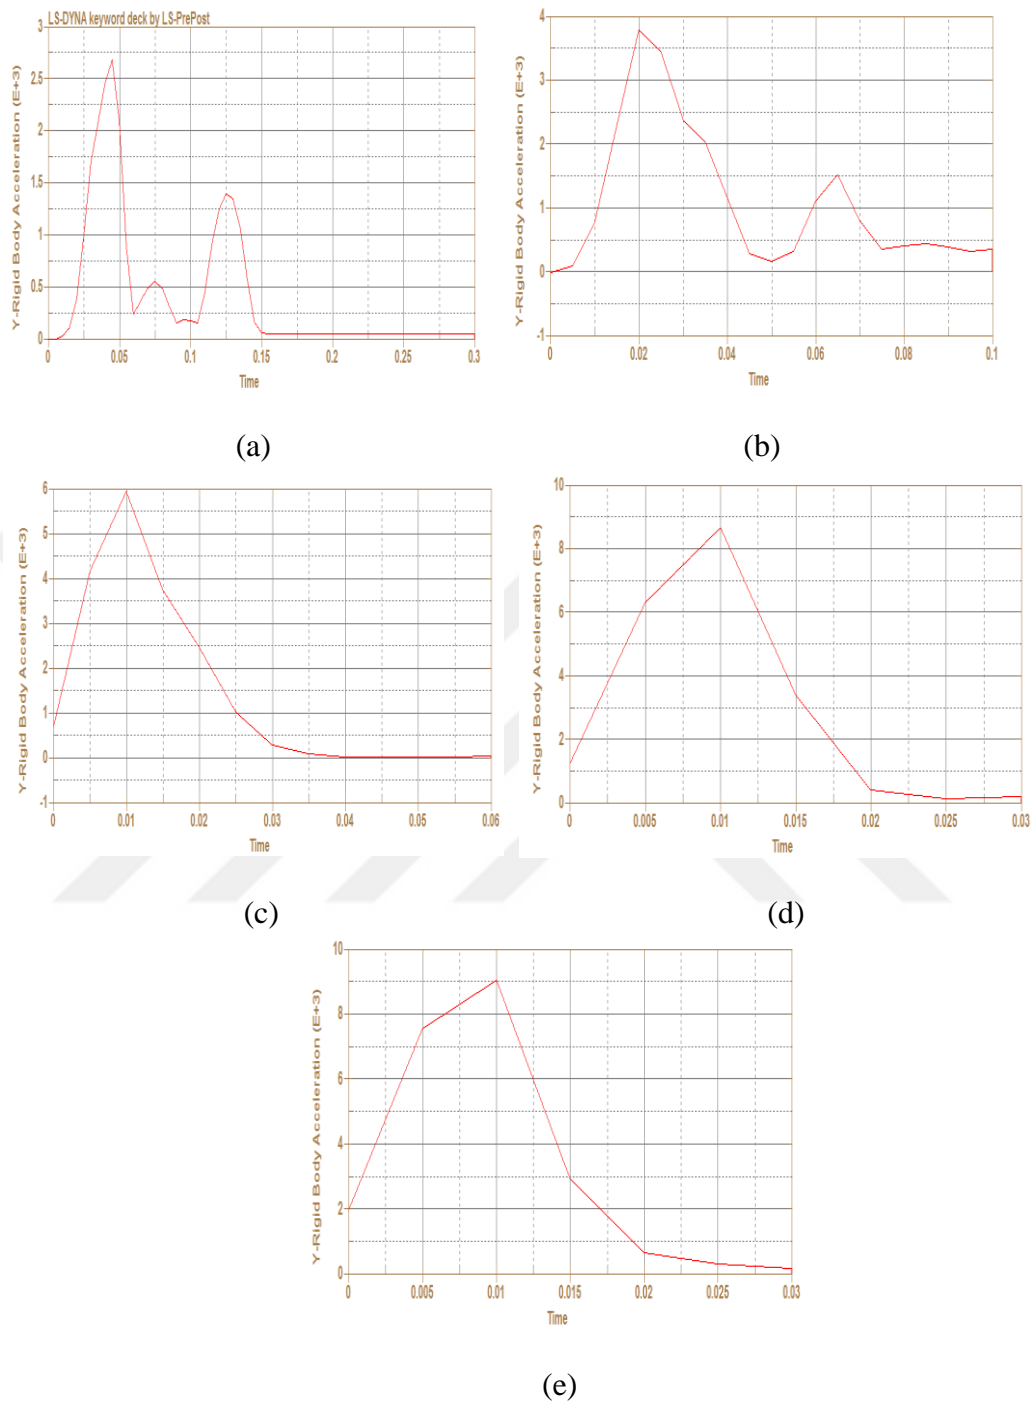 LS-DYNA keyword deck by LS-PrePost
Y-Rigid Body Acceleration (E+3)
3
2.5
2
1.5
1
0.5
0
0 0.05 0.1 0.15 0.2 0.25 0.3
Time
(a)
Y-Rigid Body Acceleration (E+3)
4
3
2
1
0
-1
0 0.02 0.04 0.06 0.08 0.1
Time
(b)
Y-Rigid Body Acceleration (E+3)
6
5
4
3
2
1
0
-1
0 0.01 0.02 0.03 0.04 0.05 0.06
Time
(c)
Y-Rigid Body Acceleration (E+3)
10
8
6
4
2
0
0 0.005 0.01 0.015 0.02 0.025 0.03
Time
(d)
Y-Rigid Body Acceleration (E+3)
10
8
6
4
2
0
0 0.005 0.01 0.015 0.02 0.025 0.03
Time
(e)